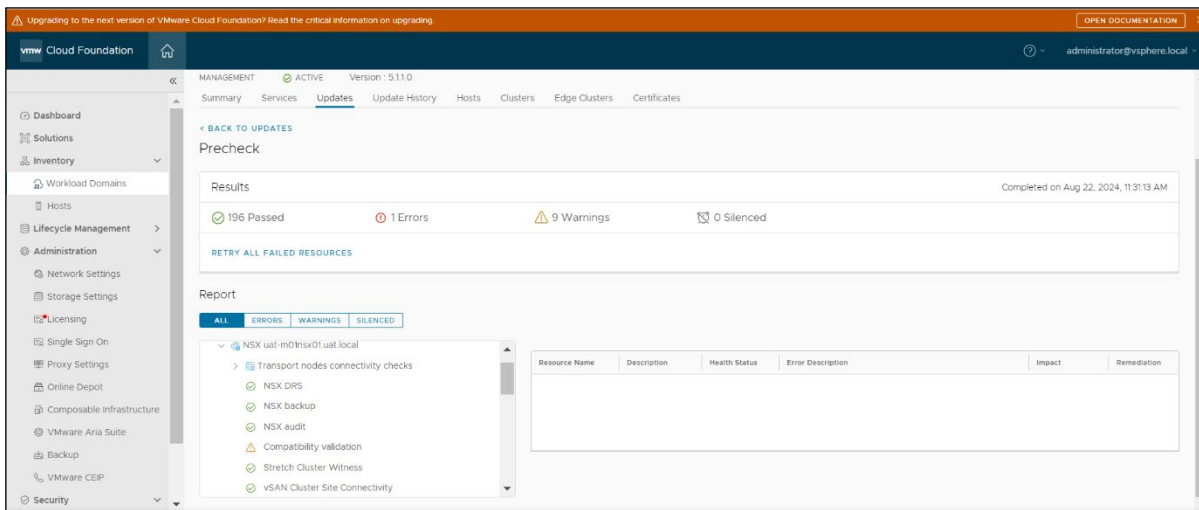 Upgrading to the next version of VMware Cloud Foundation? Read the critical information on upgrading. OPEN DOCUMENTATION
vmw Cloud Foundation administrator@vsphere.local
MANAGEMENT ACTIVE Version : 5.1.1.0
Summary Services Updates Update History Hosts Clusters Edge Clusters Certificates
Dashboard
Solutions
Inventory
Workload Domains
Hosts
Lifecycle Management
Administration
Network Settings
Storage Settings
Licensing
Single Sign On
Proxy Settings
Online Depot
Composable Infrastructure
VMware Aria Suite
Backup
VMware CEIP
Security
< BACK TO UPDATES
Precheck
Results Completed on Aug 22, 2024, 11:31:13 AM
196 Passed 1 Errors 9 Warnings 0 Silenced
RETRY ALL FAILED RESOURCES
Report
ALL ERRORS WARNINGS SILENCED
NSX uat-m01nsx01.uat.local
Transport nodes connectivity checks
NSX DRS
NSX backup
NSX audit
Compatibility validation
Stretch Cluster Witness
vSAN Cluster Site Connectivity
Resource Name Description Health Status Error Description Impact Remediation